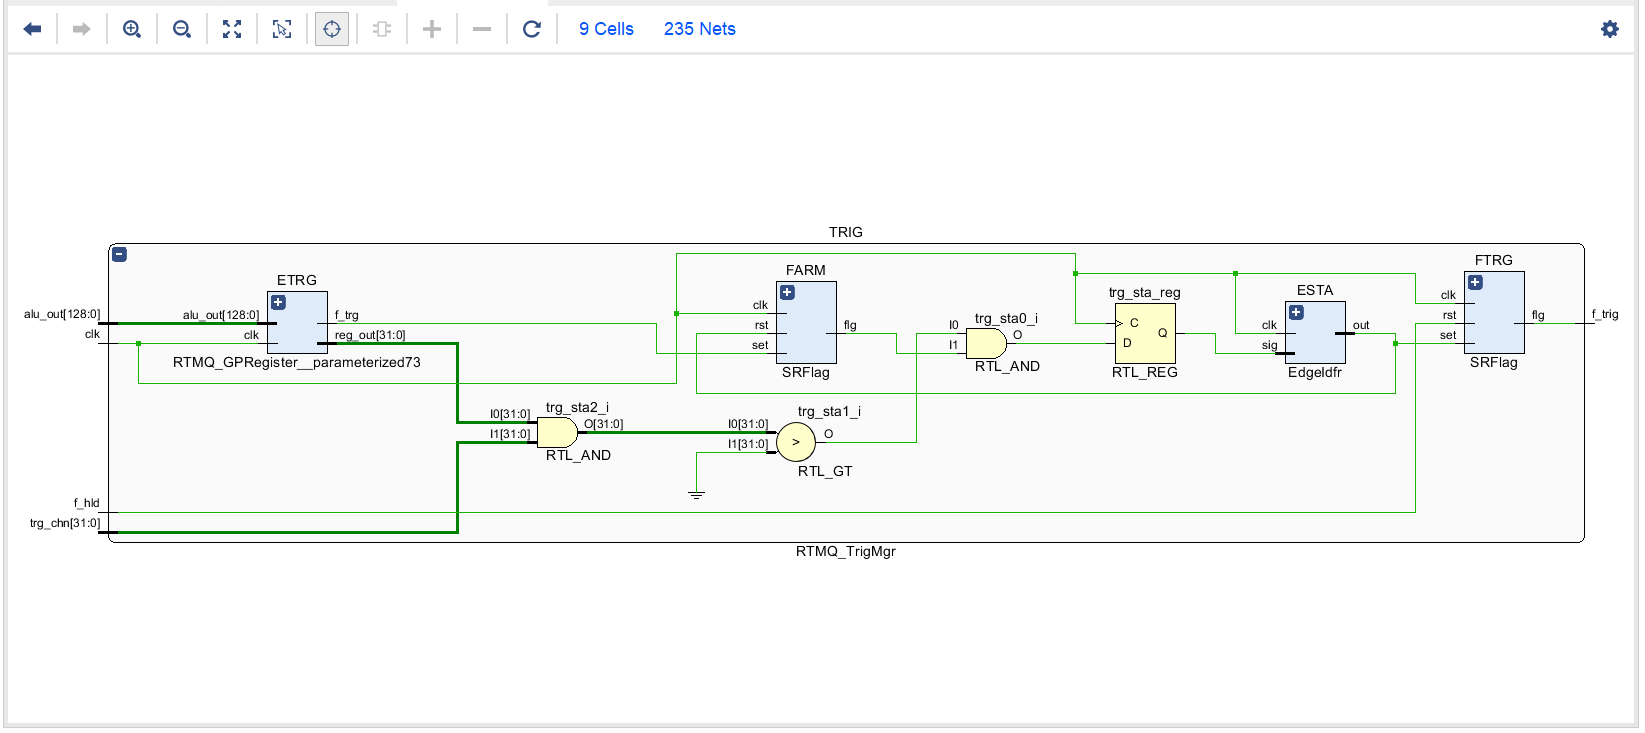 9 Cells 235 Nets
TRIG
ETRG
alu_out[128:0]
clk
alu_out[128:0]
clk
f_trg
reg_out[31:0]
RTMQ_GPRegister__parameterized73
FARM
clk
rst
set
flg
SRFlag
trg_sta0_i
I0
I1
O
RTL_AND
trg_sta_reg
C
D
Q
RTL_REG
ESTA
clk
sig
out
EdgeIdfr
FTRG
clk
rst
set
flg
SRFlag
f_trig
trg_sta2_i
I0[31:0]
I1[31:0]
O[31:0]
RTL_AND
trg_sta1_i
I0[31:0]
I1[31:0]
>
O
RTL_GT
f_hld
trg_chn[31:0]
RTMQ_TrigMgr